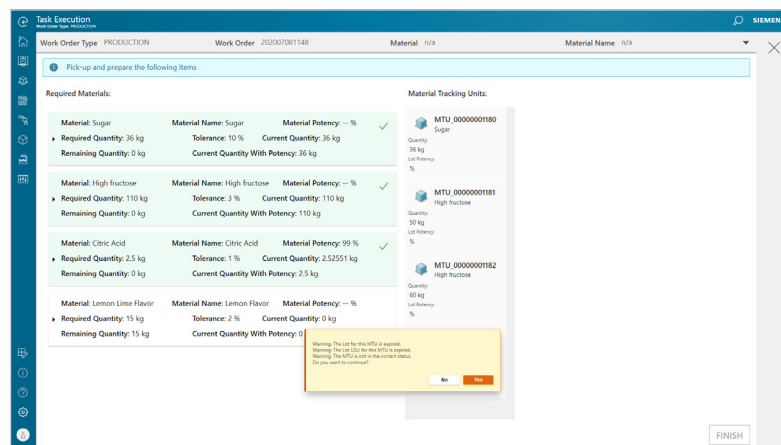 Task Execution
SIEMEN
Work Order Type: PRODUCTION
Work Order Type PRODUCTION Work Order 202007081148 Material n/a Material Name n/a
Pick-up and prepare the following items
Required Materials:
Material: Sugar Material Name: Sugar Material Potency: -- %
Required Quantity: 36 kg Tolerance: 10 % Current Quantity: 36 kg
Remaining Quantity: 0 kg Current Quantity With Potency: 36 kg
Material: High fructose Material Name: High fructose Material Potency: -- %
Required Quantity: 110 kg Tolerance: 3 % Current Quantity: 110 kg
Remaining Quantity: 0 kg Current Quantity With Potency: 110 kg
Material: Citric Acid Material Name: Citric Acid Material Potency: 99 %
Required Quantity: 2.5 kg Tolerance: 1 % Current Quantity: 2.52551 kg
Remaining Quantity: 0 kg Current Quantity With Potency: 2.5 kg
Material: Lemon Lime Flavor Material Name: Lemon Flavor Material Potency: -- %
Required Quantity: 15 kg Tolerance: 2 % Current Quantity: 0 kg
Remaining Quantity: 15 kg Current Quantity With Potency: 0
Material Tracking Units:
MTU_00000001180
Sugar
Quantity:
36 kg
Lot Potency:
%
MTU_00000001181
High fructose
Quantity:
50 kg
Lot Potency:
%
MTU_00000001182
High fructose
Quantity:
60 kg
Lot Potency:
%
Warning: The Lot for this MTU is expired.
Warning: The Lot LDU for this MTU is expired.
Warning: The MTU is not in the correct status.
Do you want to continue?
No Yes
FINISH